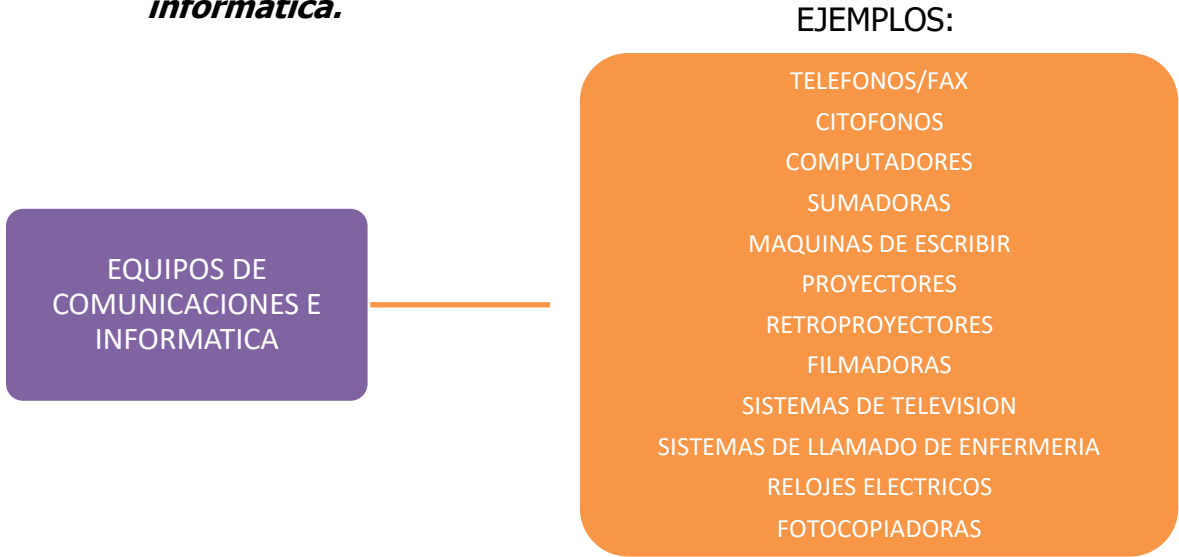 informática.
EJEMPLOS:
EQUIPOS DE
COMUNICACIONES E
INFORMATICA
TELEFONOS/FAX
CITOFONOS
COMPUTADORES
SUMADORAS
MAQUINAS DE ESCRIBIR
PROYECTORES
RETROPROYECTORES
FILMADORAS
SISTEMAS DE TELEVISION
SISTEMAS DE LLAMADO DE ENFERMERIA
RELOJES ELECTRICOS
FOTOCOPIADORAS